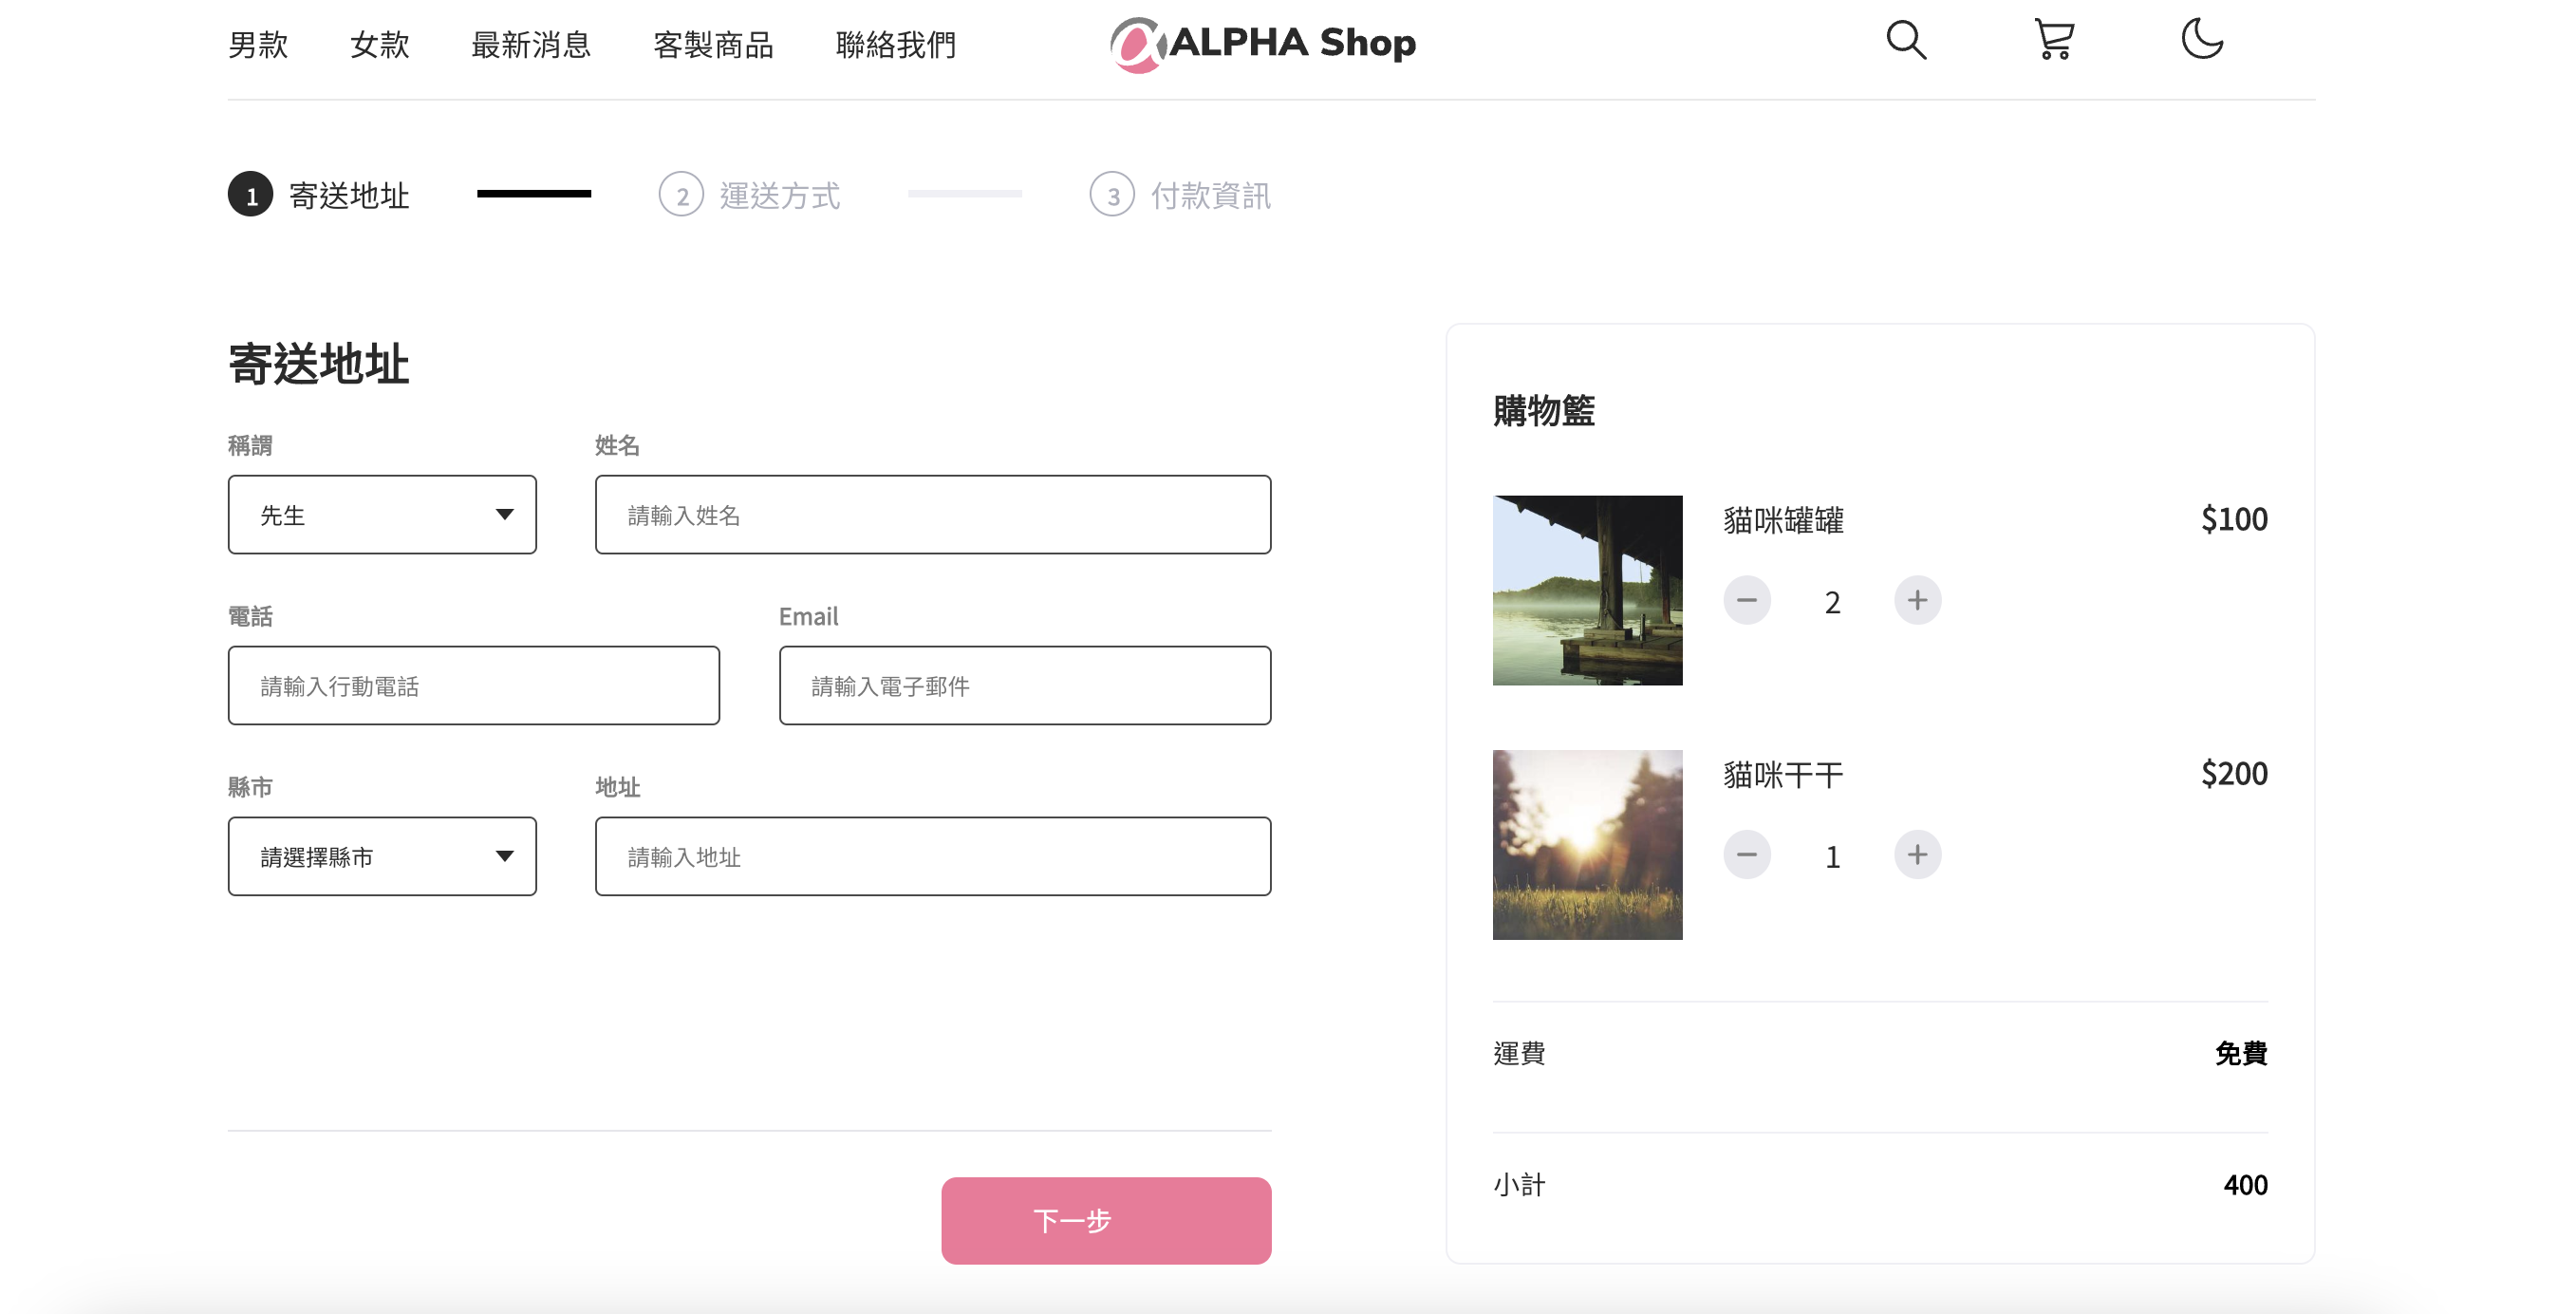 男款 女款 最新消息 客製商品 聯絡我們 ALPHA Shop
1 寄送地址 2 運送方式 3 付款資訊
寄送地址
稱謂 姓名
先生 請輸入姓名
電話 Email
請輸入行動電話 請輸入電子郵件
縣市 地址
請選擇縣市 請輸入地址
下一步
購物籃
貓咪罐罐 $100
2
貓咪干干 $200
1
運費 免費
小計 400